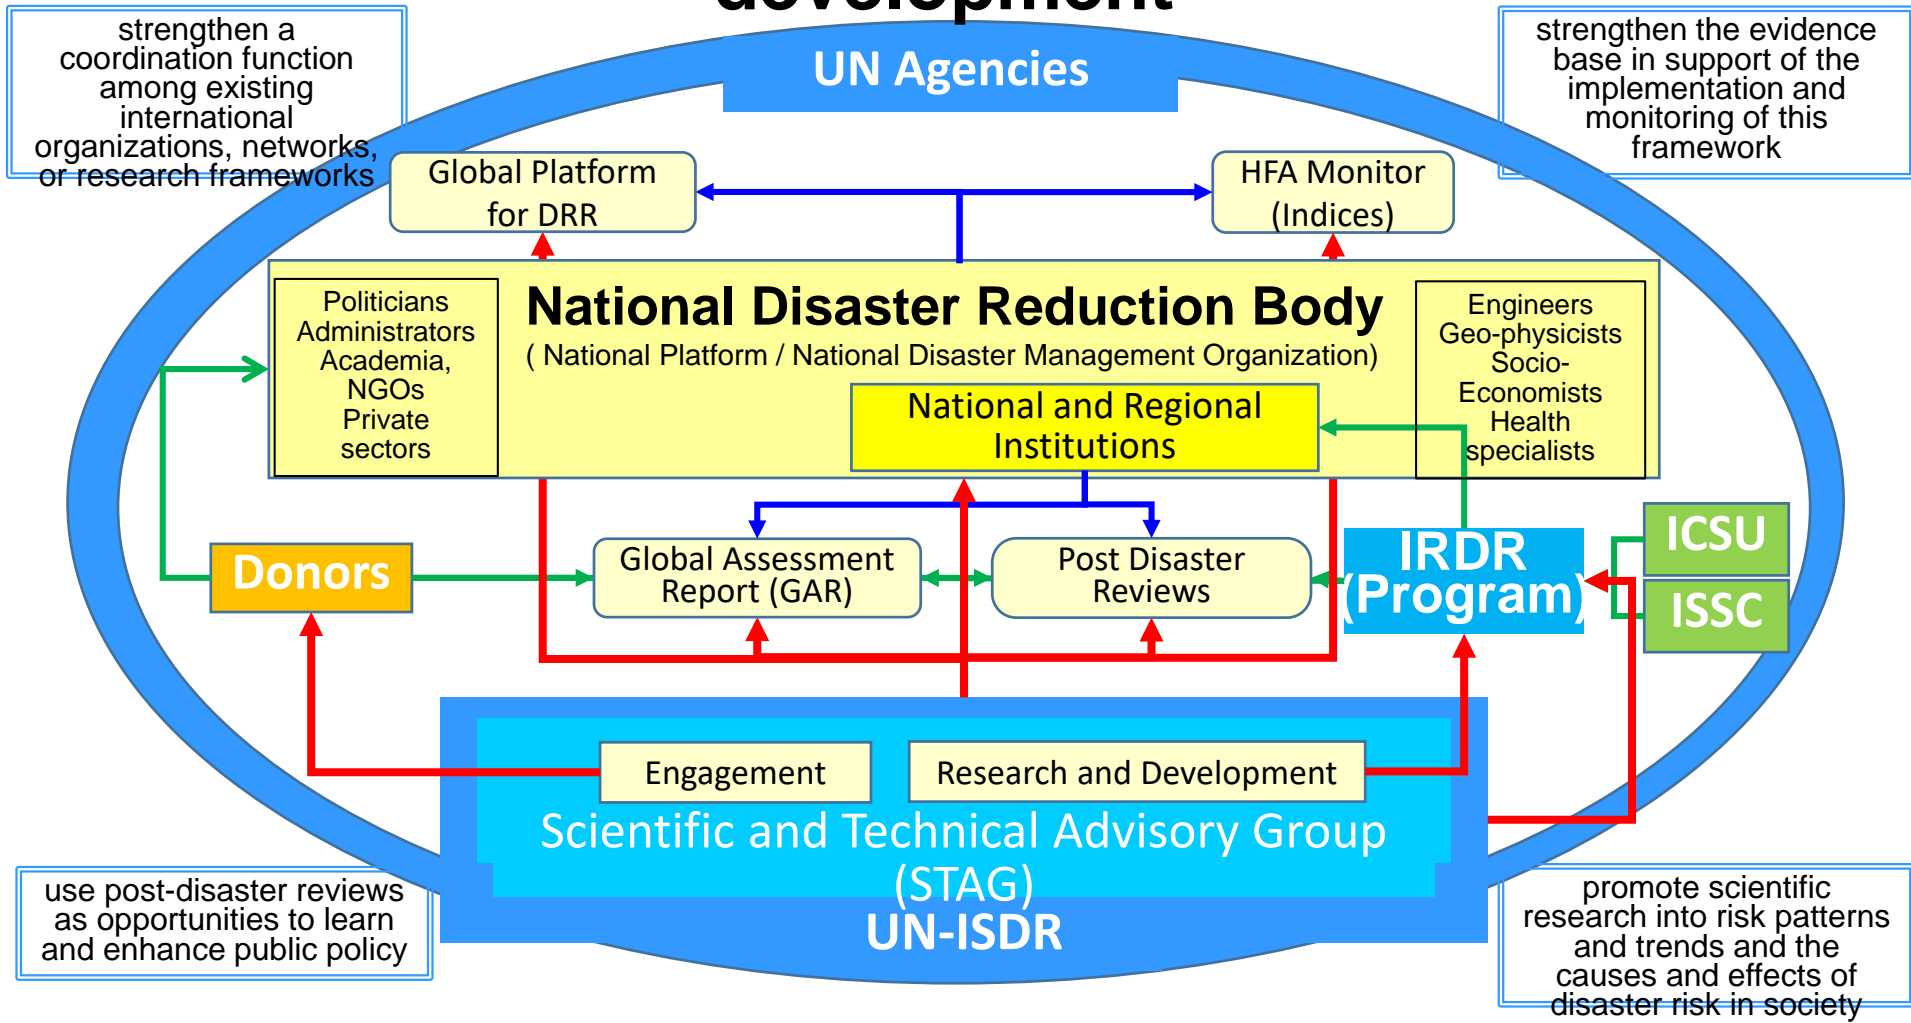 development
strengthen a
coordination function
among existing
international
organizations, networks,
or research frameworks
UN Agencies
strengthen the evidence
base in support of the
implementation and
monitoring of this
framework
Global Platform
for DRR
HFA Monitor
(Indices)
Politicians
Administrators
Academia,
NGOs
Private
sectors
National Disaster Reduction Body
( National Platform / National Disaster Management Organization)
National and Regional
Institutions
Engineers
Geo-physicists
Socio-
Economists
Health
specialists
Donors
Global Assessment
Report (GAR)
Post Disaster
Reviews
IRDR
(Program)
ICSU
ISSC
Engagement
Research and Development
Scientific and Technical Advisory Group
(STAG)
UN-ISDR
use post-disaster reviews
as opportunities to learn
and enhance public policy
promote scientific
research into risk patterns
and trends and the
causes and effects of
disaster risk in society